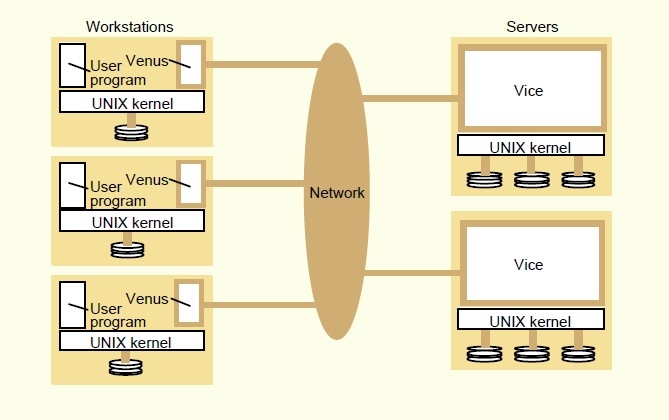 Workstations
Servers
User
program
Venus
UNIX kernel
User
program
Venus
UNIX kernel
User
program
Venus
UNIX kernel
Network
Vice
UNIX kernel
Vice
UNIX kernel